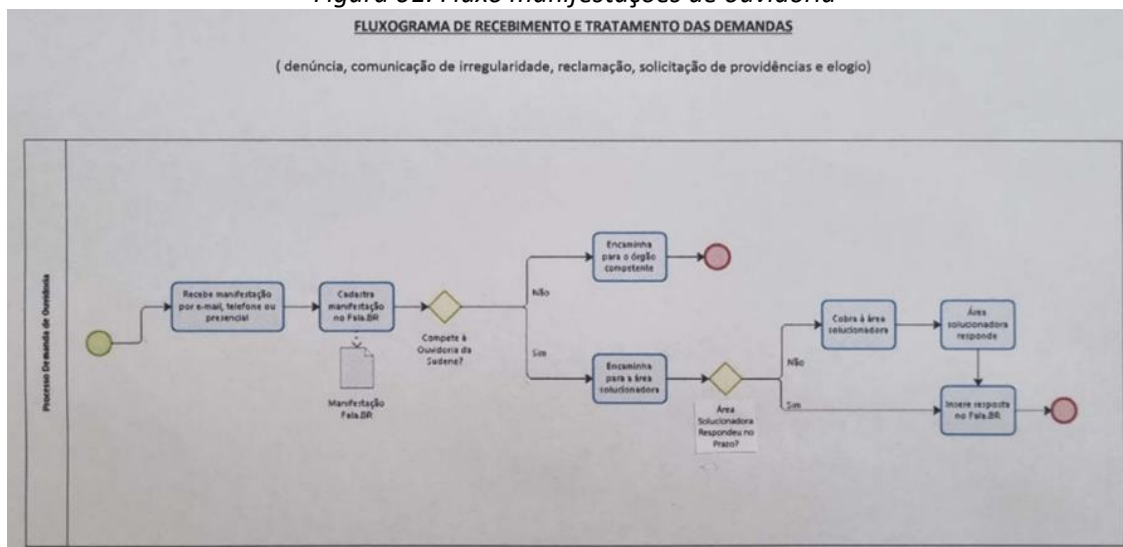 Figura 01: Fluxo manifestações de ouvidoria
FLUXOGRAMA DE RECEBIMENTO E TRATAMENTO DAS DEMANDAS
( denúncia, comunicação de irregularidade, reclamação, solicitação de providências e elogio)
Processo Demanda de Ouvidoria
Recebe manifestação
por e-mail, telefone ou
presencial
Cadastra
manifestação
no Fala.BR
Manifestação
Fala.BR
Compete à
Ouvidoria da
Sudene?
Não
Encaminha
para o órgão
competente
Sim
Encaminha
para a área
solucionadora
Área
Solucionadora
Respondeu no
Prazo?
Não
Cobra à área
solucionadora
Área
solucionadora
responde
Sim
Insere resposta
no Fala.BR